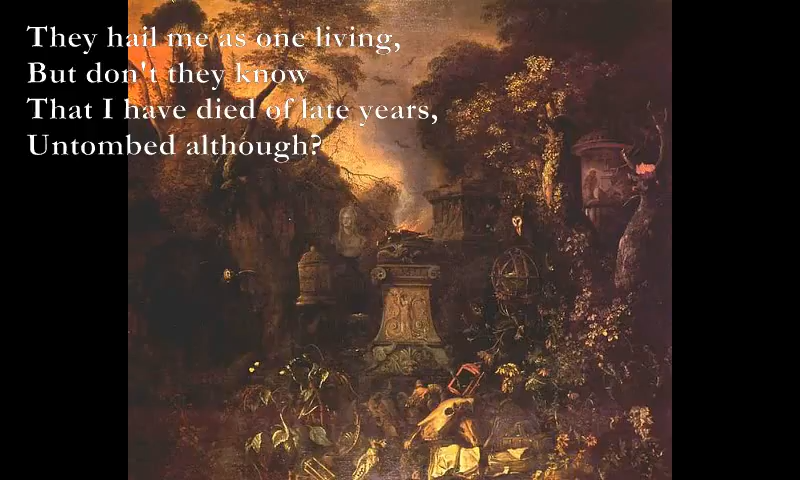 They hail me as one living,
But don't they know
That I have died of late years,
Untombed although?